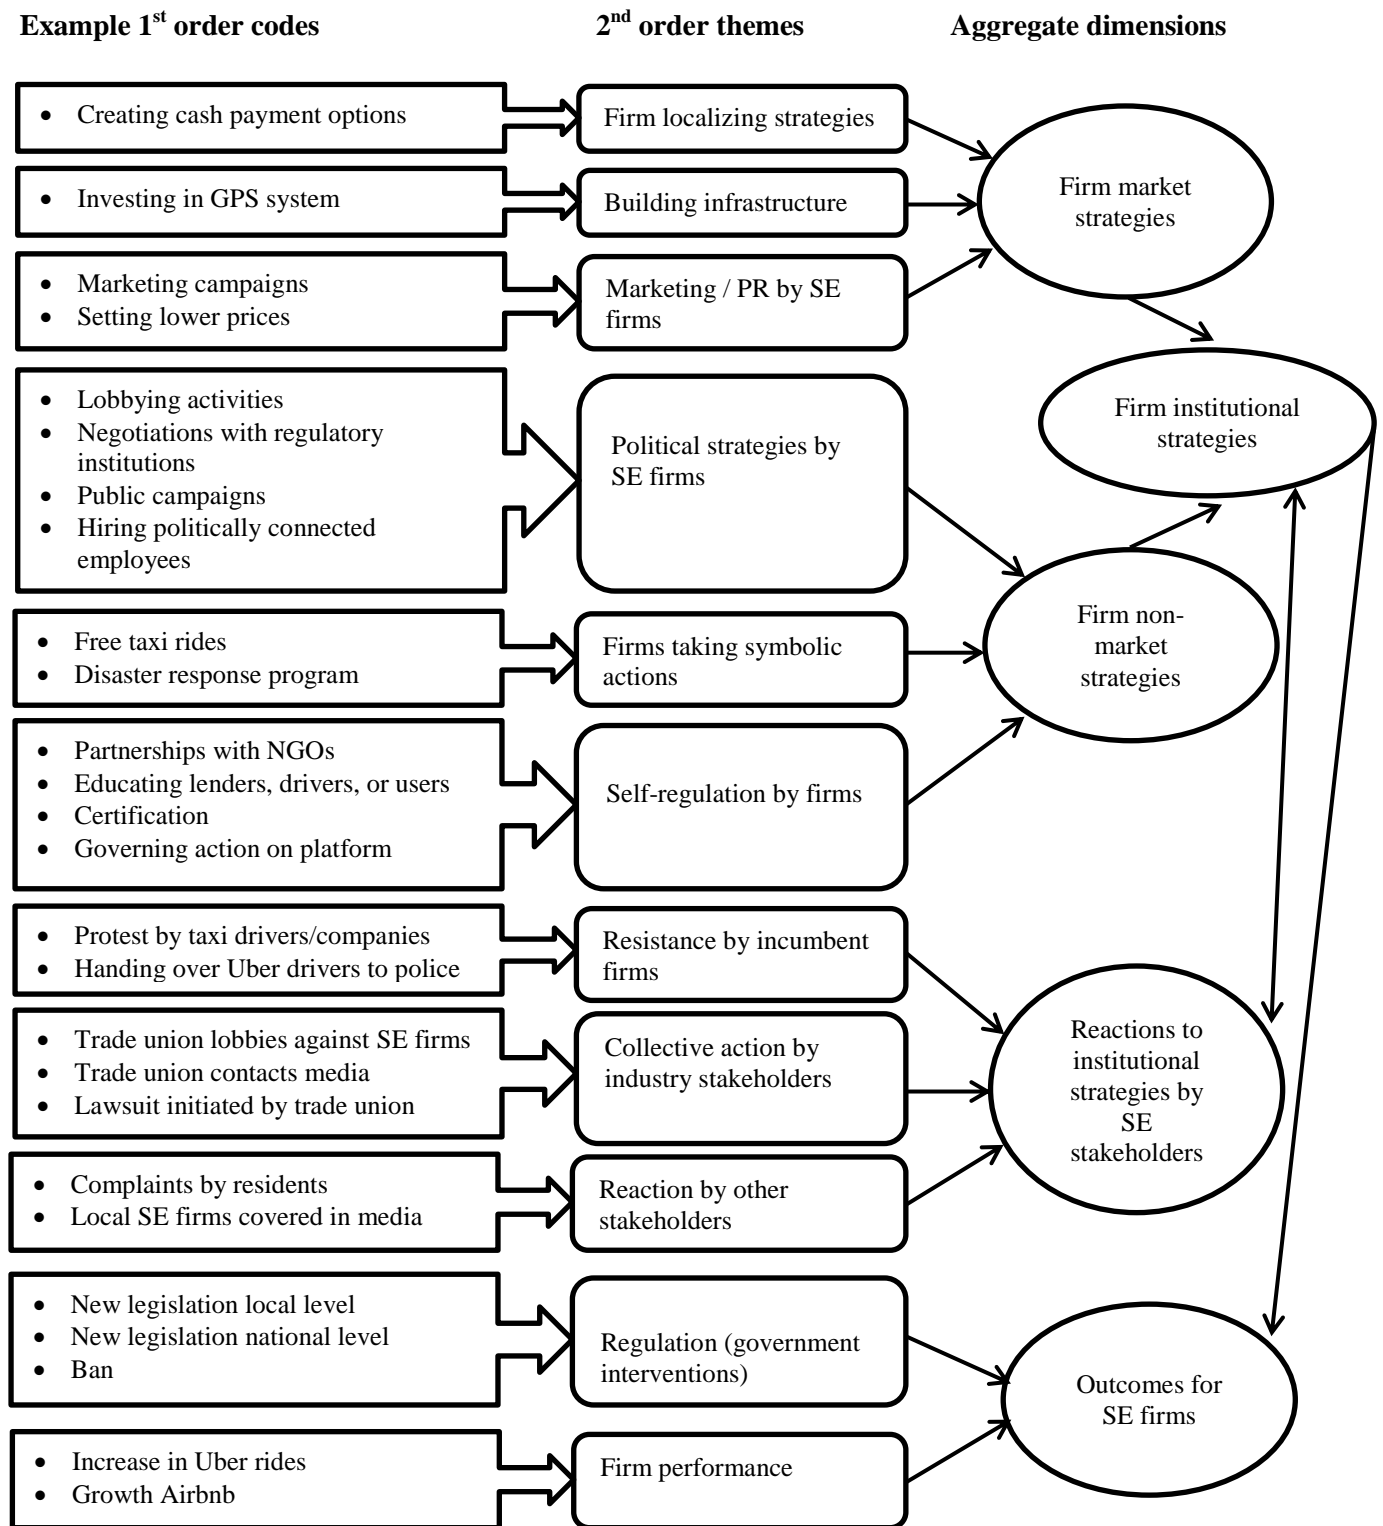 Example 1st order codes
2nd order themes
Aggregate dimensions
• Creating cash payment options
Firm localizing strategies
• Investing in GPS system
Building infrastructure
• Marketing campaigns
• Setting lower prices
Marketing / PR by SE
firms
Firm market
strategies
• Lobbying activities
• Negotiations with regulatory
institutions
• Public campaigns
• Hiring politically connected
employees
Political strategies by
SE firms
Firm institutional
strategies
• Free taxi rides
• Disaster response program
Firms taking symbolic
actions
Firm non-
market
strategies
• Partnerships with NGOs
• Educating lenders, drivers, or users
• Certification
• Governing action on platform
Self-regulation by firms
• Protest by taxi drivers/companies
• Handing over Uber drivers to police
Resistance by incumbent
firms
• Trade union lobbies against SE firms
• Trade union contacts media
• Lawsuit initiated by trade union
Collective action by
industry stakeholders
Reactions to
institutional
strategies by
SE
stakeholders
• Complaints by residents
• Local SE firms covered in media
Reaction by other
stakeholders
• New legislation local level
• New legislation national level
• Ban
Regulation (government
interventions)
Outcomes for
SE firms
• Increase in Uber rides
• Growth Airbnb
Firm performance